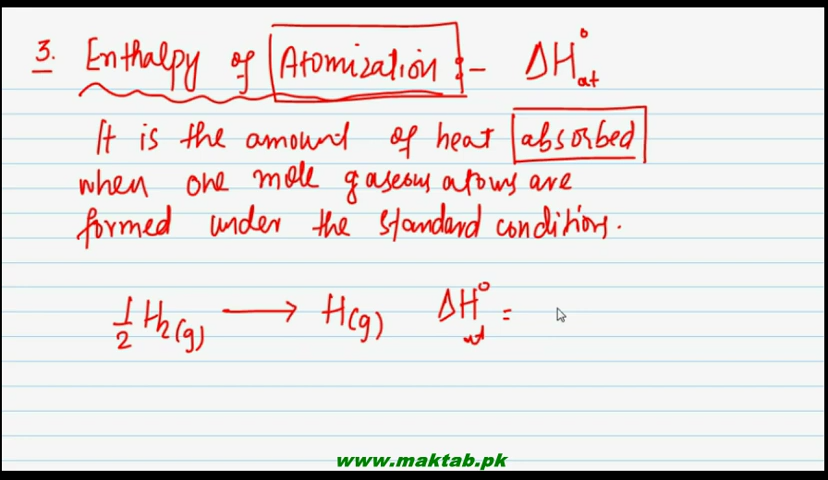 3. Enthalpy of Atomization :- ΔH°at
It is the amount of heat absorbed
when one mole gaseous atoms are
formed under the standard conditions.
1/2 H2(g) ⟶ H(g) ΔH°at =
www.maktab.pk